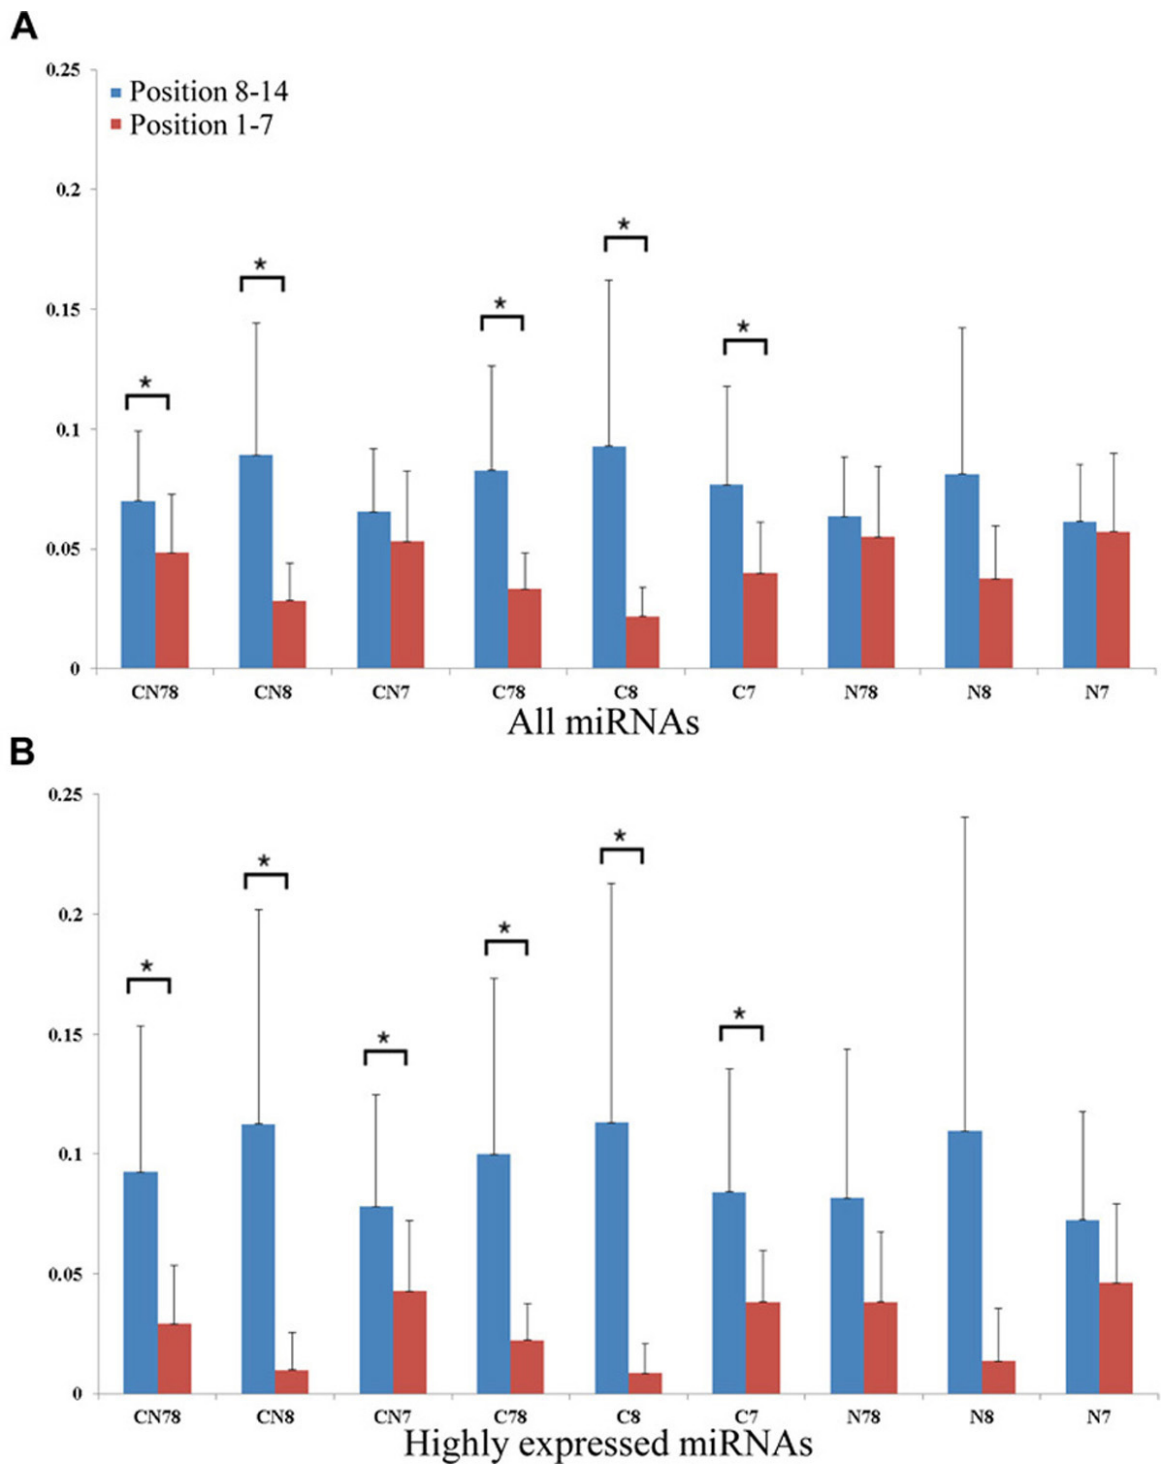 A
0.25
Position 8-14
Position 1-7
0.2
*
*
0.15
*
*
*
0.1
0.05
0
CN78 CN8 CN7 C78 C8 C7 N78 N8 N7
All miRNAs
B
0.25
*
*
0.2
*
*
*
*
0.15
0.1
0.05
0
CN78 CN8 CN7 C78 C8 C7 N78 N8 N7
Highly expressed miRNAs